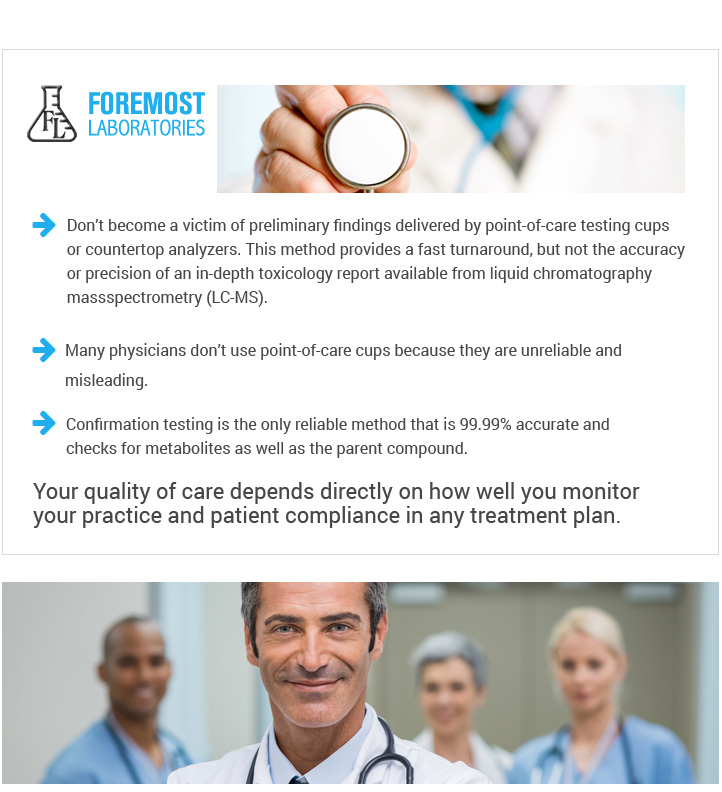 EFL
FOREMOST
LABORATORIES
Don’t become a victim of preliminary findings delivered by point-of-care testing cups
or countertop analyzers. This method provides a fast turnaround, but not the accuracy
or precision of an in-depth toxicology report available from liquid chromatography
massspectrometry (LC-MS).
Many physicians don’t use point-of-care cups because they are unreliable and
misleading.
Confirmation testing is the only reliable method that is 99.99% accurate and
checks for metabolites as well as the parent compound.
Your quality of care depends directly on how well you monitor
your practice and patient compliance in any treatment plan.